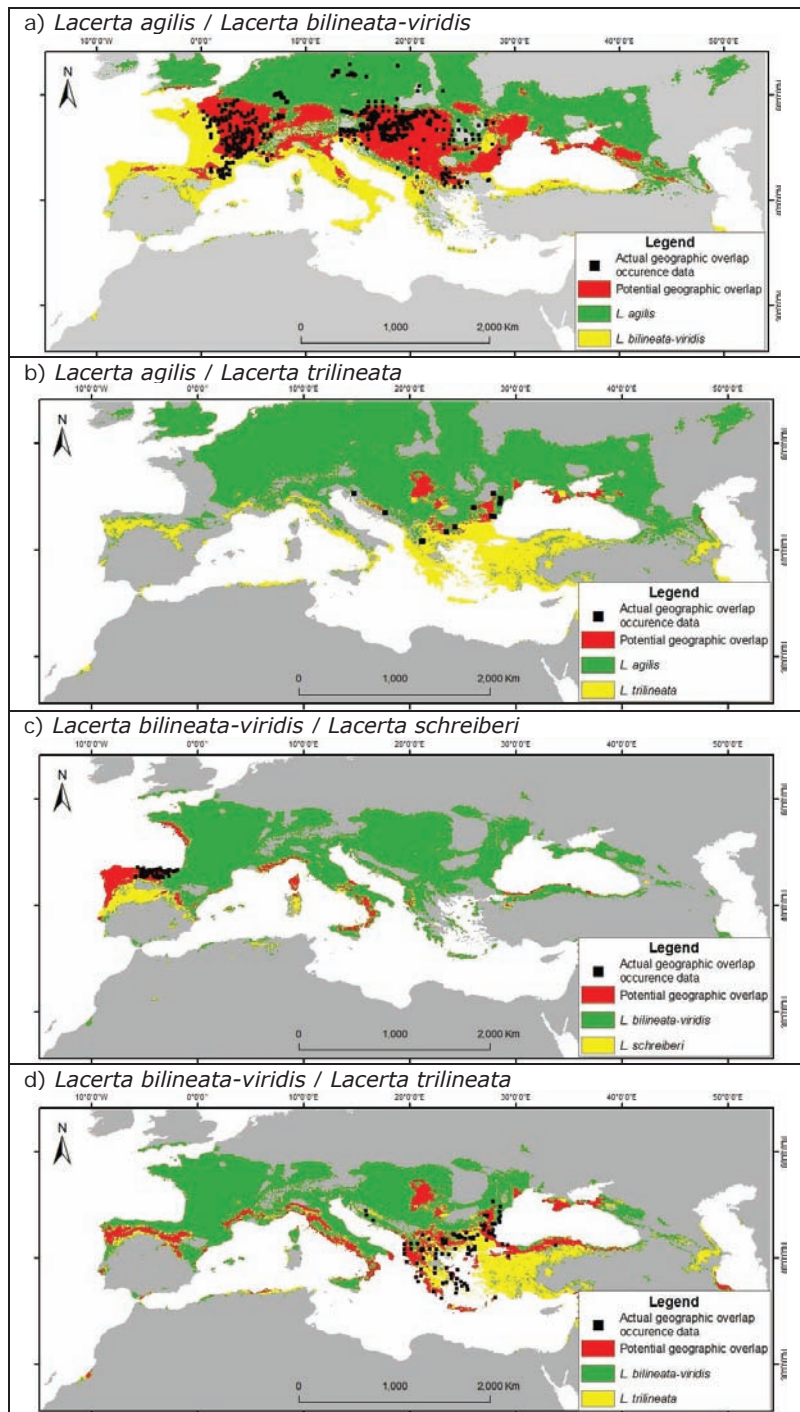 a) Lacerta agilis / Lacerta bilineata-viridis
10°0'0"W 0°0'0" 10°0'0"E 20°0'0"E 30°0'0"E 40°0'0"E 50°0'0"E
N
Legend
Actual geographic overlap
occurence data
Potential geographic overlap
L. agilis
L. bilineata-viridis
0 1,000 2,000 Km
b) Lacerta agilis / Lacerta trilineata
10°0'0"W 0°0'0" 10°0'0"E 20°0'0"E 30°0'0"E 40°0'0"E 50°0'0"E
N
Legend
Actual geographic overlap
occurence data
Potential geographic overlap
L. agilis
L. trilineata
0 1,000 2,000 Km
c) Lacerta bilineata-viridis / Lacerta schreiberi
10°0'0"W 0°0'0" 10°0'0"E 20°0'0"E 30°0'0"E 40°0'0"E 50°0'0"E
N
Legend
Actual geographic overlap
occurence data
Potential geographic overlap
L. bilineata-viridis
L. schreiberi
0 1,000 2,000 Km
d) Lacerta bilineata-viridis / Lacerta trilineata
10°0'0"W 0°0'0" 10°0'0"E 20°0'0"E 30°0'0"E 40°0'0"E 50°0'0"E
N
Legend
Actual geographic overlap
occurence data
Potential geographic overlap
L. bilineata-viridis
L. trilineata
0 1,000 2,000 Km